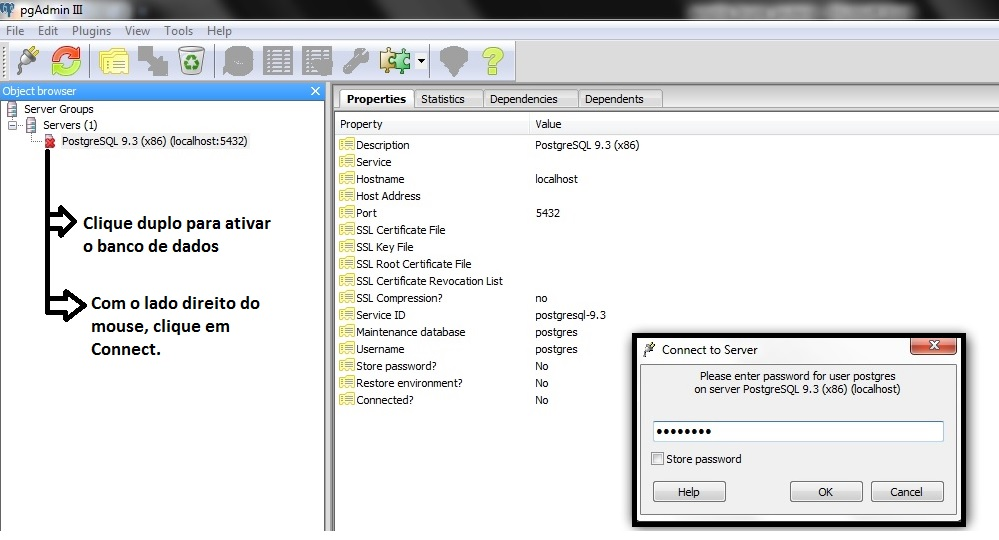 pgAdmin III
File Edit Plugins View Tools Help
Object browser
Server Groups
Servers (1)
PostgreSQL 9.3 (x86) (localhost:5432)
Clique duplo para ativar
o banco de dados
Com o lado direito do
mouse, clique em
Connect.
Properties Statistics Dependencies Dependents
Property Value
Description PostgreSQL 9.3 (x86)
Service
Hostname localhost
Host Address
Port 5432
SSL Certificate File
SSL Key File
SSL Root Certificate File
SSL Certificate Revocation List
SSL Compression? no
Service ID postgresql-9.3
Maintenance database postgres
Username postgres
Store password? No
Restore environment? No
Connected? No
Connect to Server
Please enter password for user postgres
on server PostgreSQL 9.3 (x86) (localhost)
••••••••
Store password
Help OK Cancel